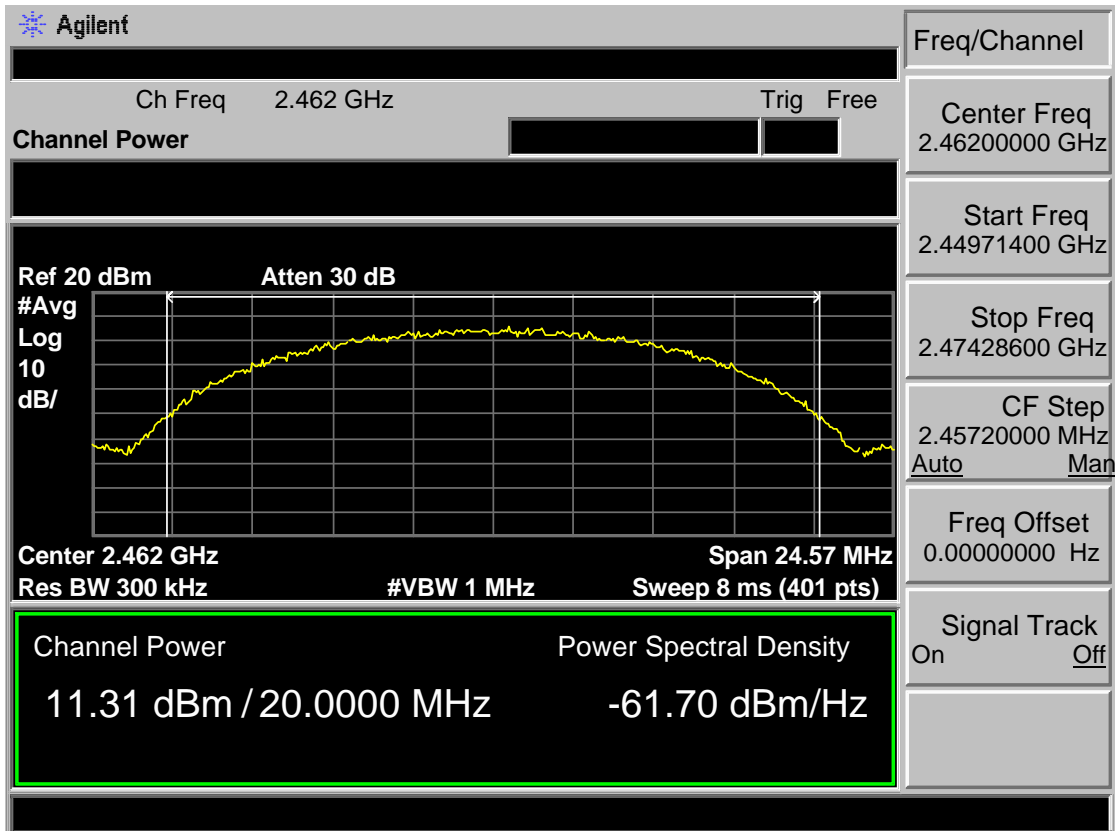 Agilent
Ch Freq 2.462 GHz Trig Free
Channel Power
Ref 20 dBm Atten 30 dB
#Avg
Log
10
dB/
Center 2.462 GHz Span 24.57 MHz
Res BW 300 kHz #VBW 1 MHz Sweep 8 ms (401 pts)
Channel Power Power Spectral Density
11.31 dBm / 20.0000 MHz -61.70 dBm/Hz
Freq/Channel
Center Freq
2.46200000 GHz
Start Freq
2.44971400 GHz
Stop Freq
2.47428600 GHz
CF Step
2.45720000 MHz
Auto Man
Freq Offset
0.00000000 Hz
Signal Track
On Off